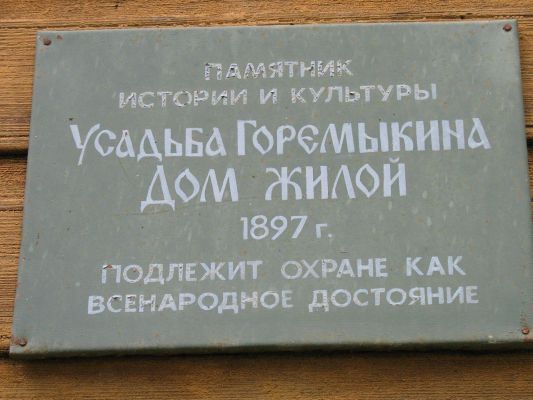 ПАМЯТНИК
ИСТОРИИ И КУЛЬТУРЫ
УСАДЬБА ГОРЕМЫКИНА
ДОМ ЖИЛОЙ
1897 г.
ПОДЛЕЖИТ ОХРАНЕ КАК
ВСЕНАРОДНОЕ ДОСТОЯНИЕ